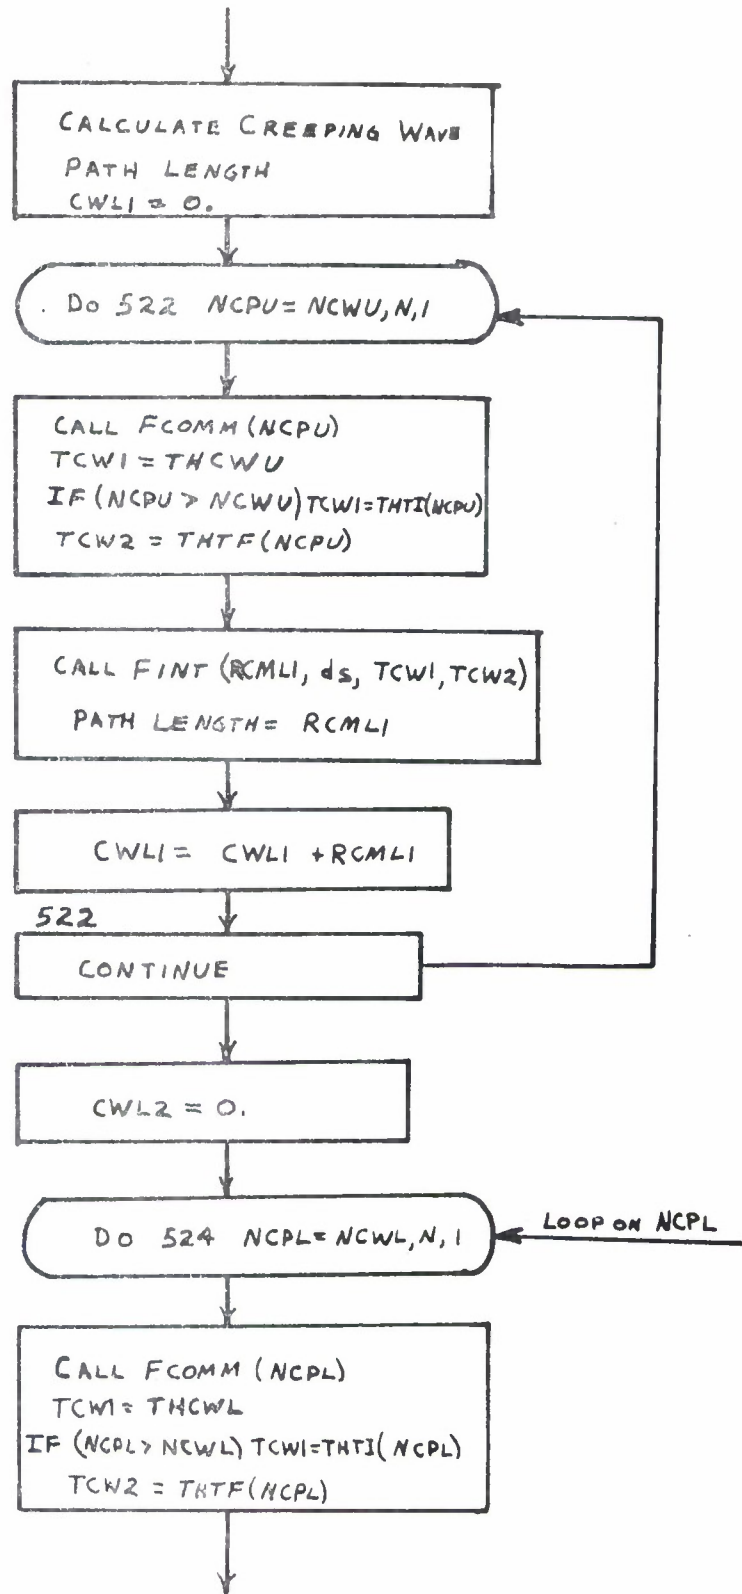 CALCULATE CREEPING WAVE
PATH LENGTH
CWL1 = 0.
. DO 522 NCPU = NCWU, N, 1
CALL FCOMM (NCPU)
TCW1 = THCWU
IF (NCPU > NCWU) TCW1 = THTI(NCPU)
TCW2 = THTF (NCPU)
CALL FINT (RCML1, ds, TCW1, TCW2)
PATH LENGTH = RCML1
CWL1 = CWL1 + RCML1
522
CONTINUE
CWL2 = 0.
DO 524 NCPL = NCWL, N, 1
LOOP ON NCPL
CALL FCOMM (NCPL)
TCW1 = THCWL
IF (NCPL > NCWL) TCW1 = THTI( NCPL)
TCW2 = THTF (NCPL)